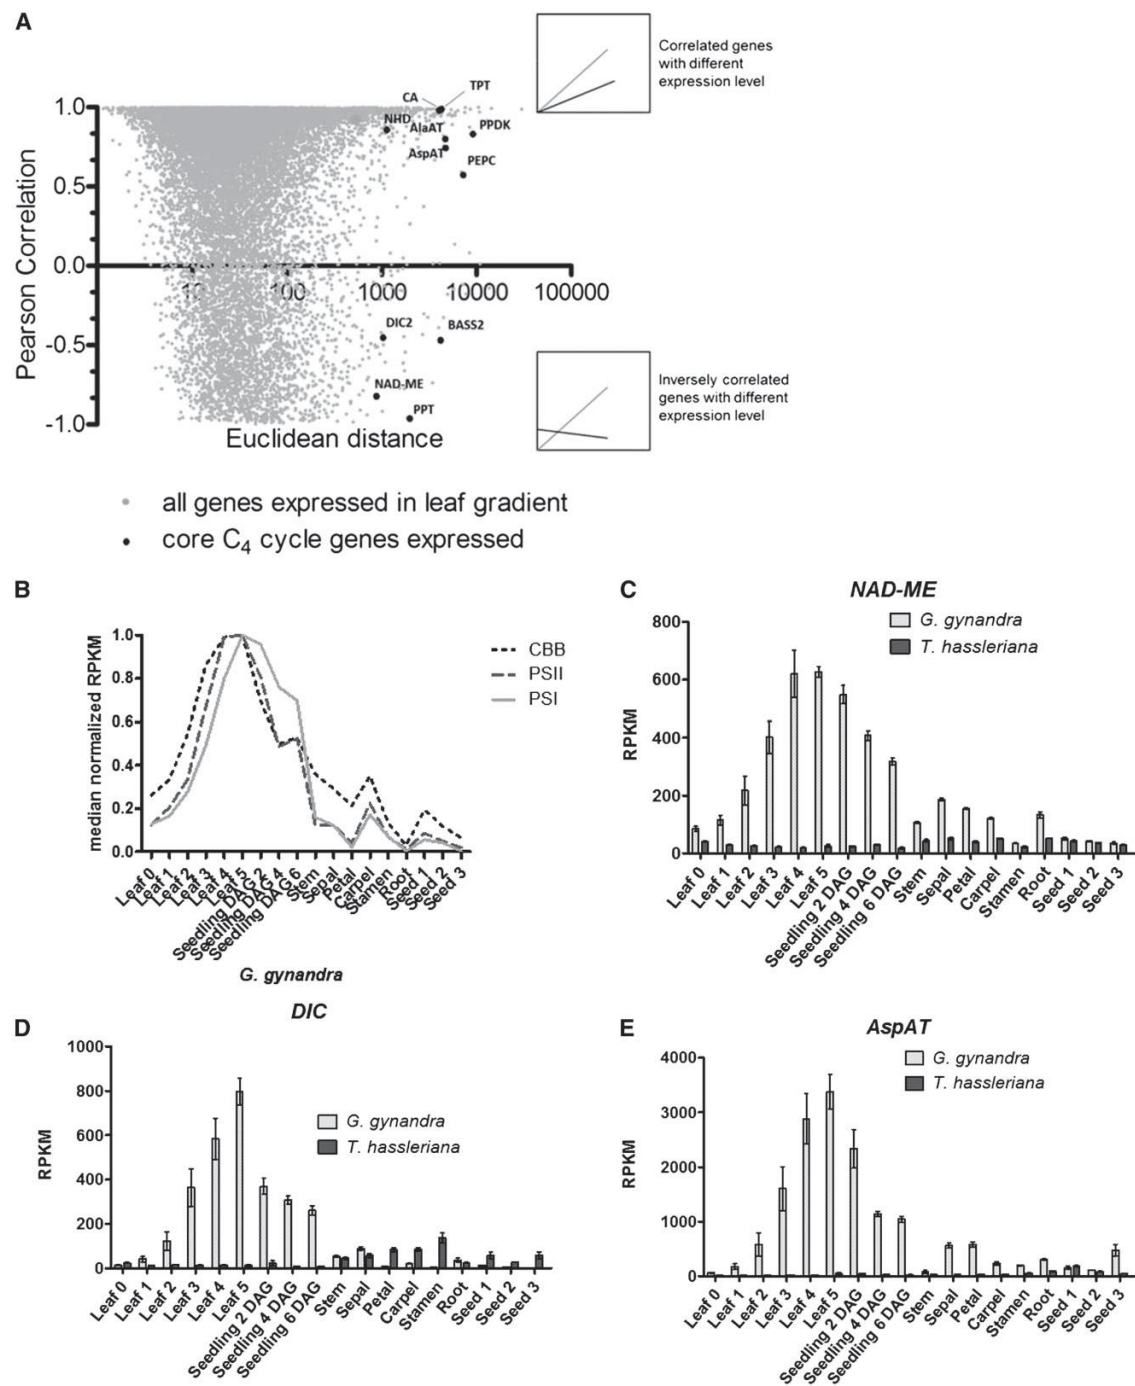 A
Correlated genes
with different
expression level
TPT
CA
1.0
NHD
AlaAT
PPDK
AspAT
PEPC
0.5
Pearson Correlation
0.0
100
1000
10000
100000
DIC2
BASS2
-0.5
NAD-ME
PPT
-1.0
Euclidean distance
Inversely correlated
genes with different
expression level
all genes expressed in leaf gradient
core C4 cycle genes expressed
B
median normalized RPKM
1.0
0.8
0.6
0.4
0.2
0.0
CBB
PSII
PSI
Leaf 0
Leaf 1
Leaf 2
Leaf 3
Leaf 4
Leaf 5
Seedling DAG 2
Seedling DAG 4
Seedling DAG 6
Stem
Sepal
Petal
Carpel
Stamen
Root
Seed 1
Seed 2
Seed 3
G. gynandra
C
NAD-ME
G. gynandra
T. hassleriana
RPKM
800
600
400
200
0
Leaf 0
Leaf 1
Leaf 2
Leaf 3
Leaf 4
Leaf 5
Seedling 2 DAG
Seedling 4 DAG
Seedling 6 DAG
Stem
Sepal
Petal
Carpel
Stamen
Root
Seed 1
Seed 2
Seed 3
D
DIC
G. gynandra
T. hassleriana
RPKM
1000
800
600
400
200
0
Leaf 0
Leaf 1
Leaf 2
Leaf 3
Leaf 4
Leaf 5
Seedling 2 DAG
Seedling 4 DAG
Seedling 6 DAG
Stem
Sepal
Petal
Carpel
Stamen
Root
Seed 1
Seed 2
Seed 3
E
AspAT
G. gynandra
T. hassleriana
RPKM
4000
3000
2000
1000
0
Leaf 0
Leaf 1
Leaf 2
Leaf 3
Leaf 4
Leaf 5
Seedling 2 DAG
Seedling 4 DAG
Seedling 6 DAG
Stem
Sepal
Petal
Carpel
Stamen
Root
Seed 1
Seed 2
Seed 3